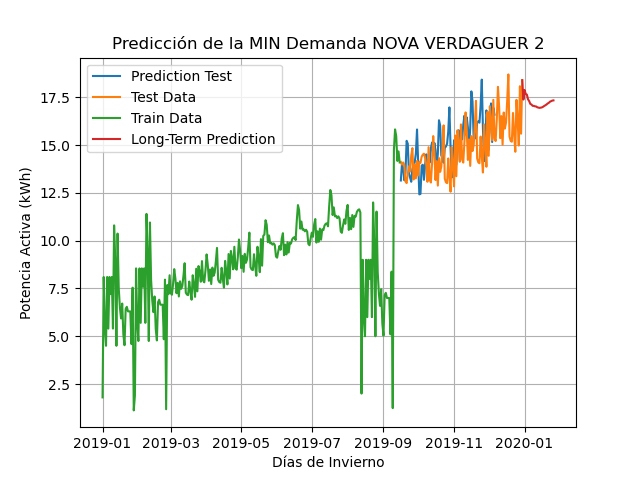 Predicción de la MIN Demanda NOVA VERDAGUER 2
Prediction Test
Test Data
Train Data
Long-Term Prediction
Potencia Activa (kWh)
17.5
15.0
12.5
10.0
7.5
5.0
2.5
2019-01 2019-03 2019-05 2019-07 2019-09 2019-11 2020-01
Días de Invierno